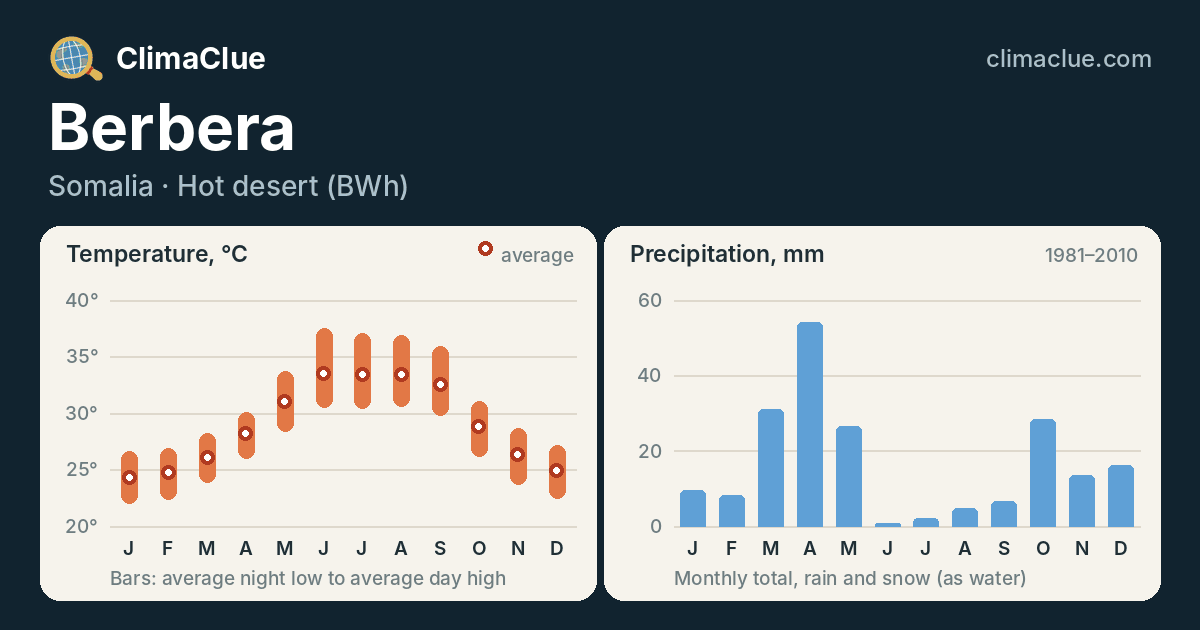 ClimaClue
climaclue.com
Berbera
Somalia · Hot desert (BWh)
Temperature, °C
average
40°
35°
30°
25°
20°
J F M A M J J A S O N D
Bars: average night low to average day high
Precipitation, mm
1981–2010
60
40
20
0
J F M A M J J A S O N D
Monthly total, rain and snow (as water)